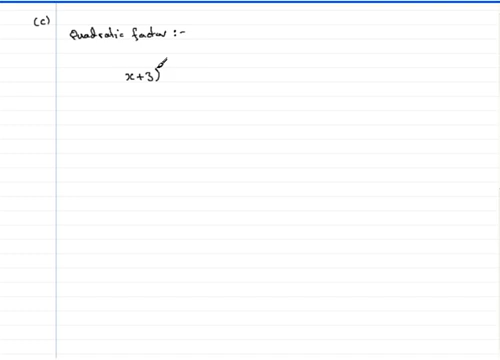 (c)
Quadratic factor :-
x+3)